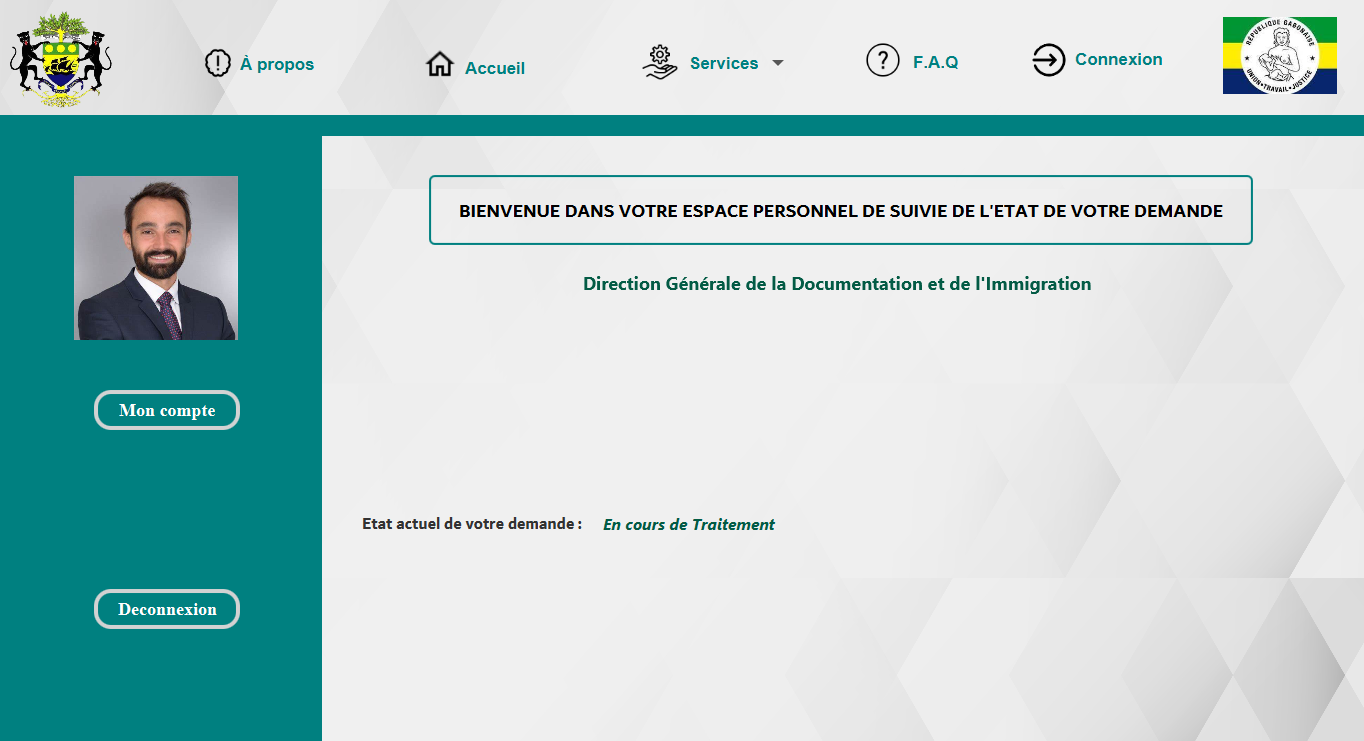 À propos
Accueil
Services
F.A.Q
Connexion
RÉPUBLIQUE GABONAISE
UNION • TRAVAIL • JUSTICE
BIENVENUE DANS VOTRE ESPACE PERSONNEL DE SUIVIE DE L'ETAT DE VOTRE DEMANDE
Direction Générale de la Documentation et de l'Immigration
Mon compte
Etat actuel de votre demande : En cours de Traitement
Deconnexion